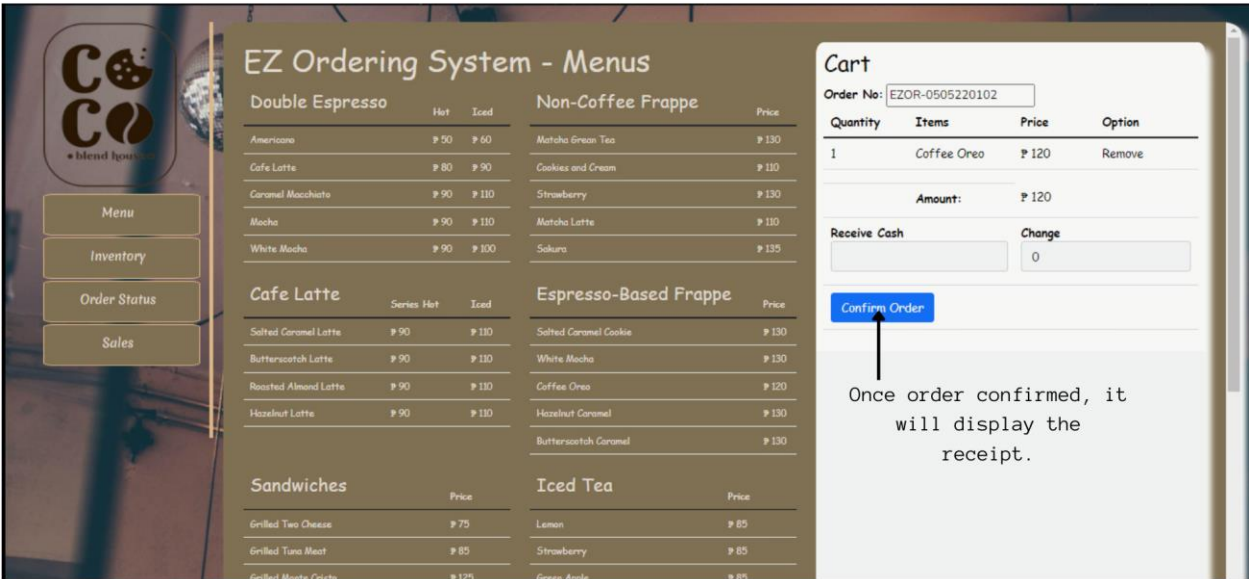 CO
CO
• blend house •
Menu
Inventory
Order Status
Sales
EZ Ordering System - Menus
Double Espresso Hot Iced
Americano ₱ 50 ₱ 60
Cafe Latte ₱ 80 ₱ 90
Caramel Macchiato ₱ 90 ₱ 110
Mocha ₱ 90 ₱ 110
White Mocha ₱ 90 ₱ 100
Non-Coffee Frappe Price
Matcha Grean Tea ₱ 130
Cookies and Cream ₱ 110
Strawberry ₱ 130
Matcha Latte ₱ 110
Sakura ₱ 135
Cafe Latte Series Hot Iced
Salted Caramel Latte ₱ 90 ₱ 110
Butterscotch Latte ₱ 90 ₱ 110
Roasted Almond Latte ₱ 90 ₱ 110
Hazelnut Latte ₱ 90 ₱ 110
Espresso-Based Frappe Price
Salted Caramel Cookie ₱ 130
White Mocha ₱ 130
Coffee Oreo ₱ 120
Hazelnut Caramel ₱ 130
Butterscotch Caramel ₱ 130
Sandwiches Price
Grilled Two Cheese ₱ 75
Grilled Tuna Meat ₱ 85
Grilled Monte Cristo ₱ 125
Iced Tea Price
Lemon ₱ 85
Strawberry ₱ 85
Green Apple ₱ 85
Cart
Order No: EZOR-0505220102
Quantity Items Price Option
1 Coffee Oreo ₱ 120 Remove
Amount: ₱ 120
Receive Cash Change
0
Confirm Order
Once order confirmed, it
will display the
receipt.